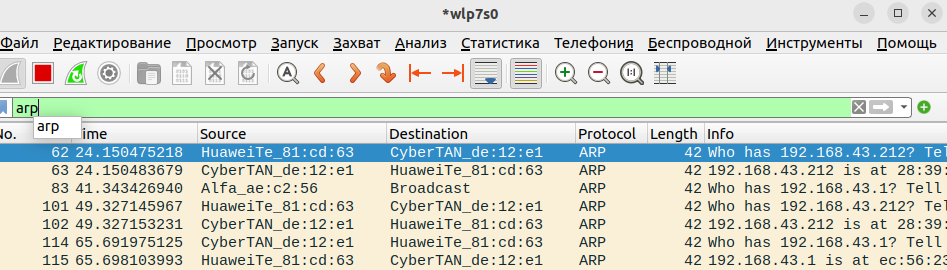 *wlp7s0
Файл Редактирование Просмотр Запуск Захват Анализ Статистика Телефония Беспроводной Инструменты Помощь
arp
arp
No. Time Source Destination Protocol Length Info
62 24.150475218 HuaweiTe_81:cd:63 CyberTAN_de:12:e1 ARP 42 Who has 192.168.43.212? Tel
63 24.150483679 CyberTAN_de:12:e1 HuaweiTe_81:cd:63 ARP 42 192.168.43.212 is at 28:39:
83 41.343426940 Alfa_ae:c2:56 Broadcast ARP 42 Who has 192.168.43.1? Tell
101 49.327145967 HuaweiTe_81:cd:63 CyberTAN_de:12:e1 ARP 42 Who has 192.168.43.212? Tel
102 49.327153231 CyberTAN_de:12:e1 HuaweiTe_81:cd:63 ARP 42 192.168.43.212 is at 28:39:
114 65.691975125 CyberTAN_de:12:e1 HuaweiTe_81:cd:63 ARP 42 Who has 192.168.43.1? Tell
115 65.698103993 HuaweiTe_81:cd:63 CyberTAN_de:12:e1 ARP 42 192.168.43.1 is at ec:56:23